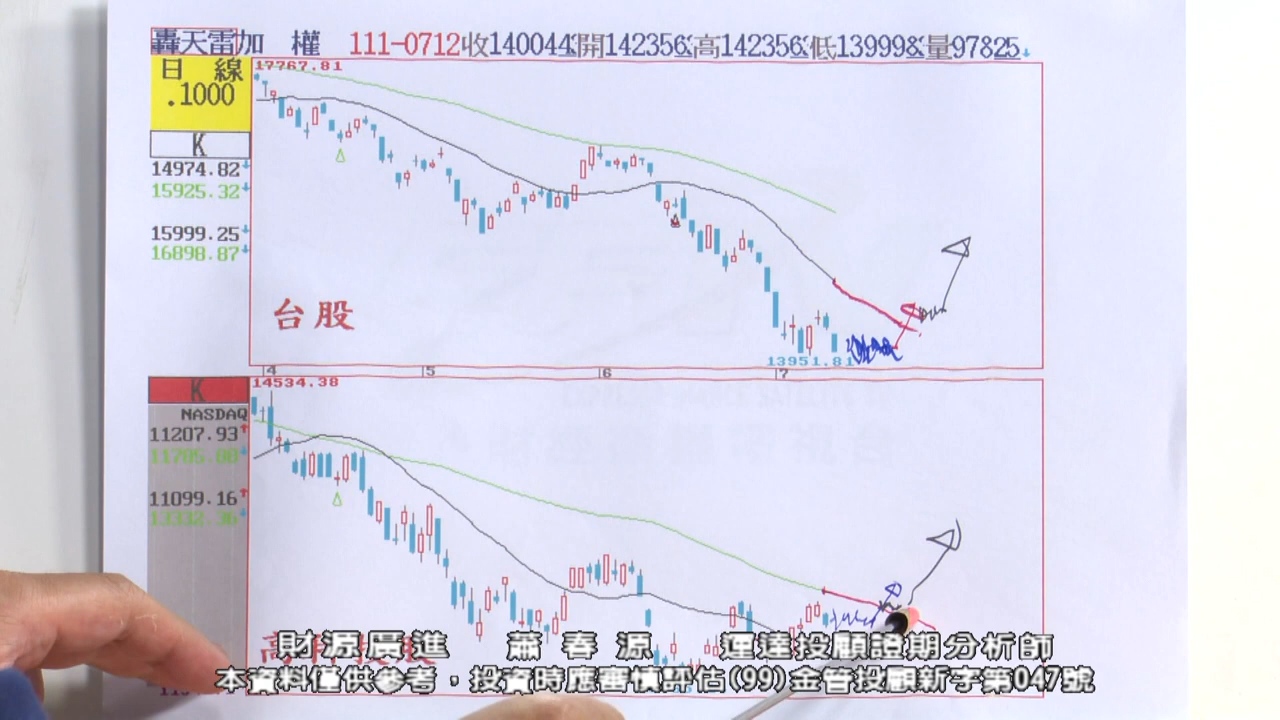 轟天雷加 權 111-0712收140044開142356高142356低139998量97825
17767.81
日 線
.1000
K
14974.82
15925.32
15999.25
16898.87
台股
13951.81
4 5 6 7
K
14534.38
NASDAQ
11207.93
11785.08
11099.16
13332.36
財源廣進 蕭春源 運達投顧證期分析師
本資料僅供參考，投資時應審慎評估(99)金管投顧新字第047號